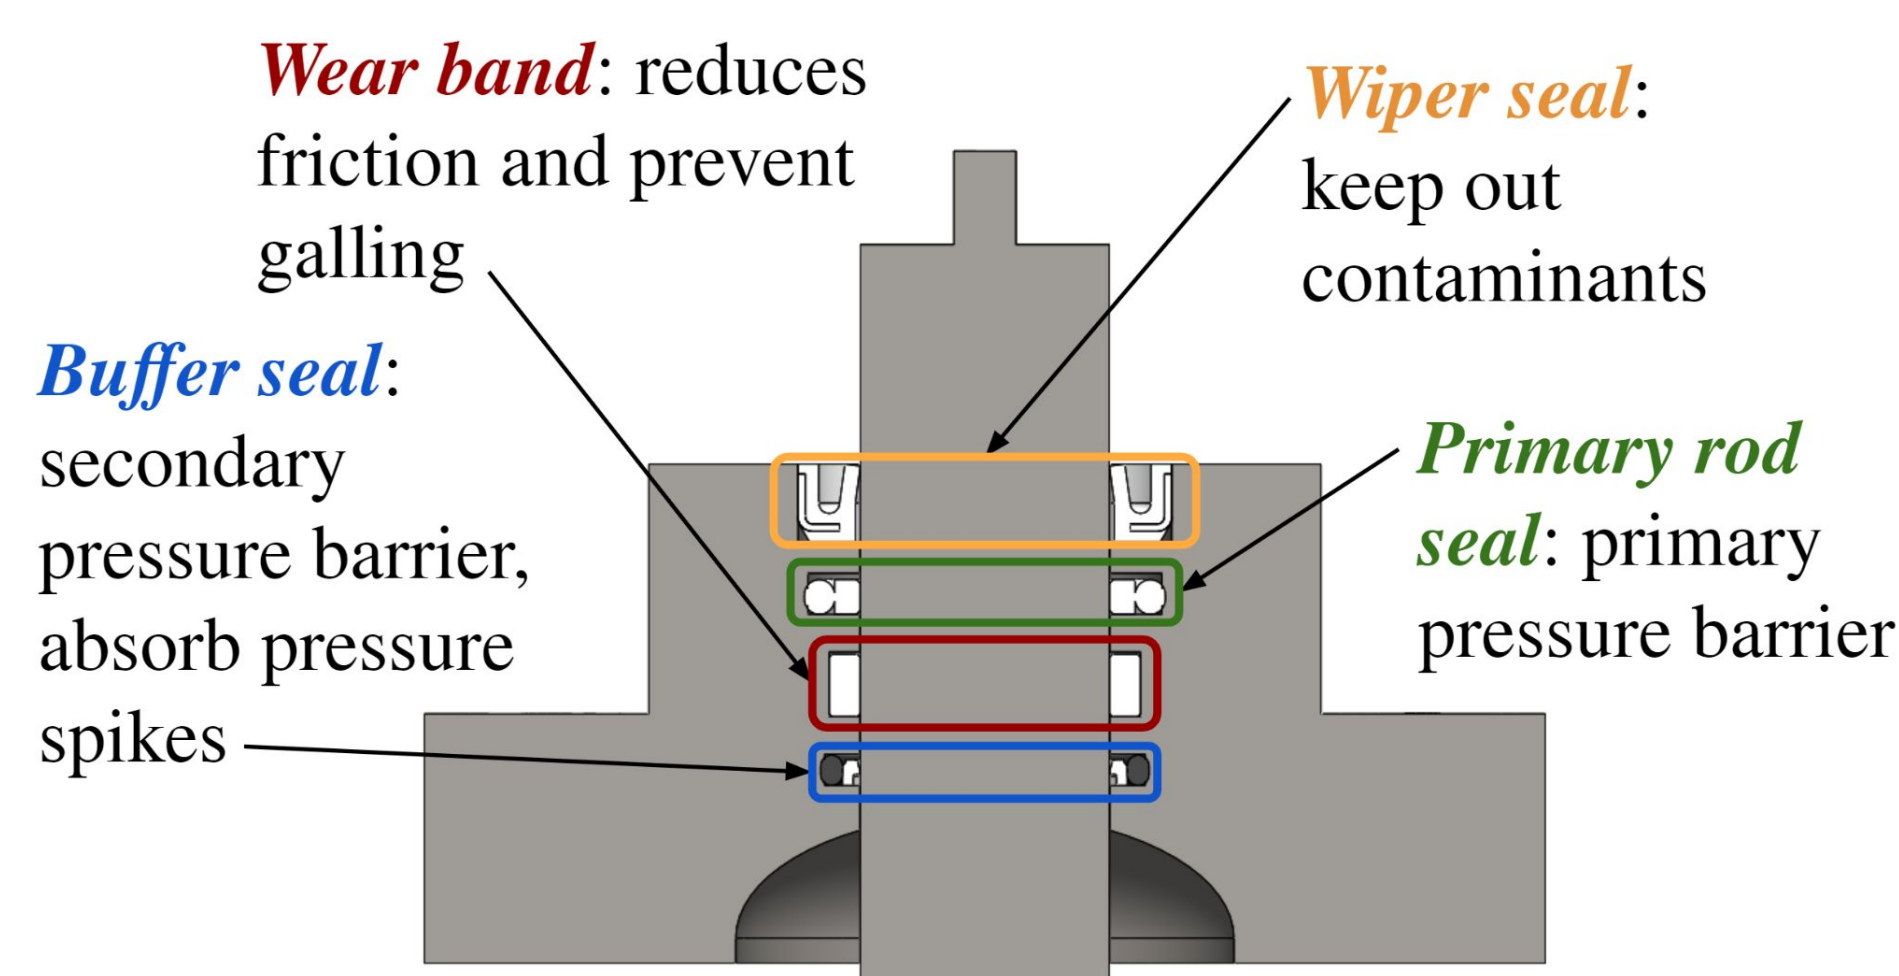 Wear band: reduces
friction and prevent
galling
Wiper seal:
keep out
contaminants
Buffer seal:
secondary
pressure barrier,
absorb pressure
spikes
Primary rod
seal: primary
pressure barrier